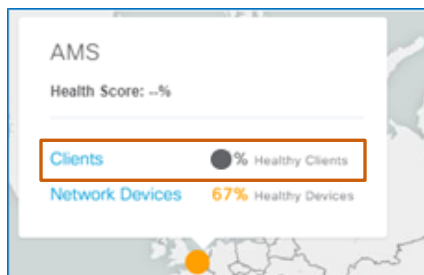 AMS
Health Score: --%
Clients % Healthy Clients
Network Devices 67% Healthy Devices